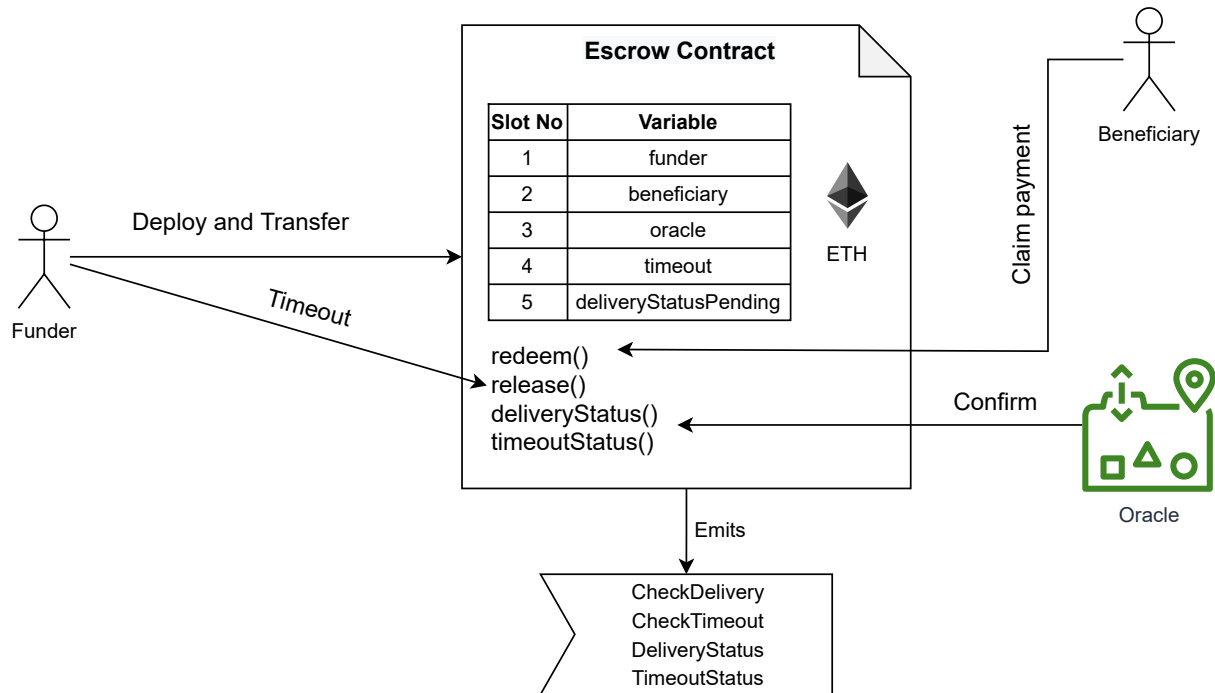 Escrow Contract
Slot No Variable
1 funder
2 beneficiary
3 oracle
4 timeout
5 deliveryStatusPending
ETH
redeem()
release()
deliveryStatus()
timeoutStatus()
Deploy and Transfer
Timeout
Funder
Claim payment
Beneficiary
Confirm
Oracle
Emits
CheckDelivery
CheckTimeout
DeliveryStatus
TimeoutStatus